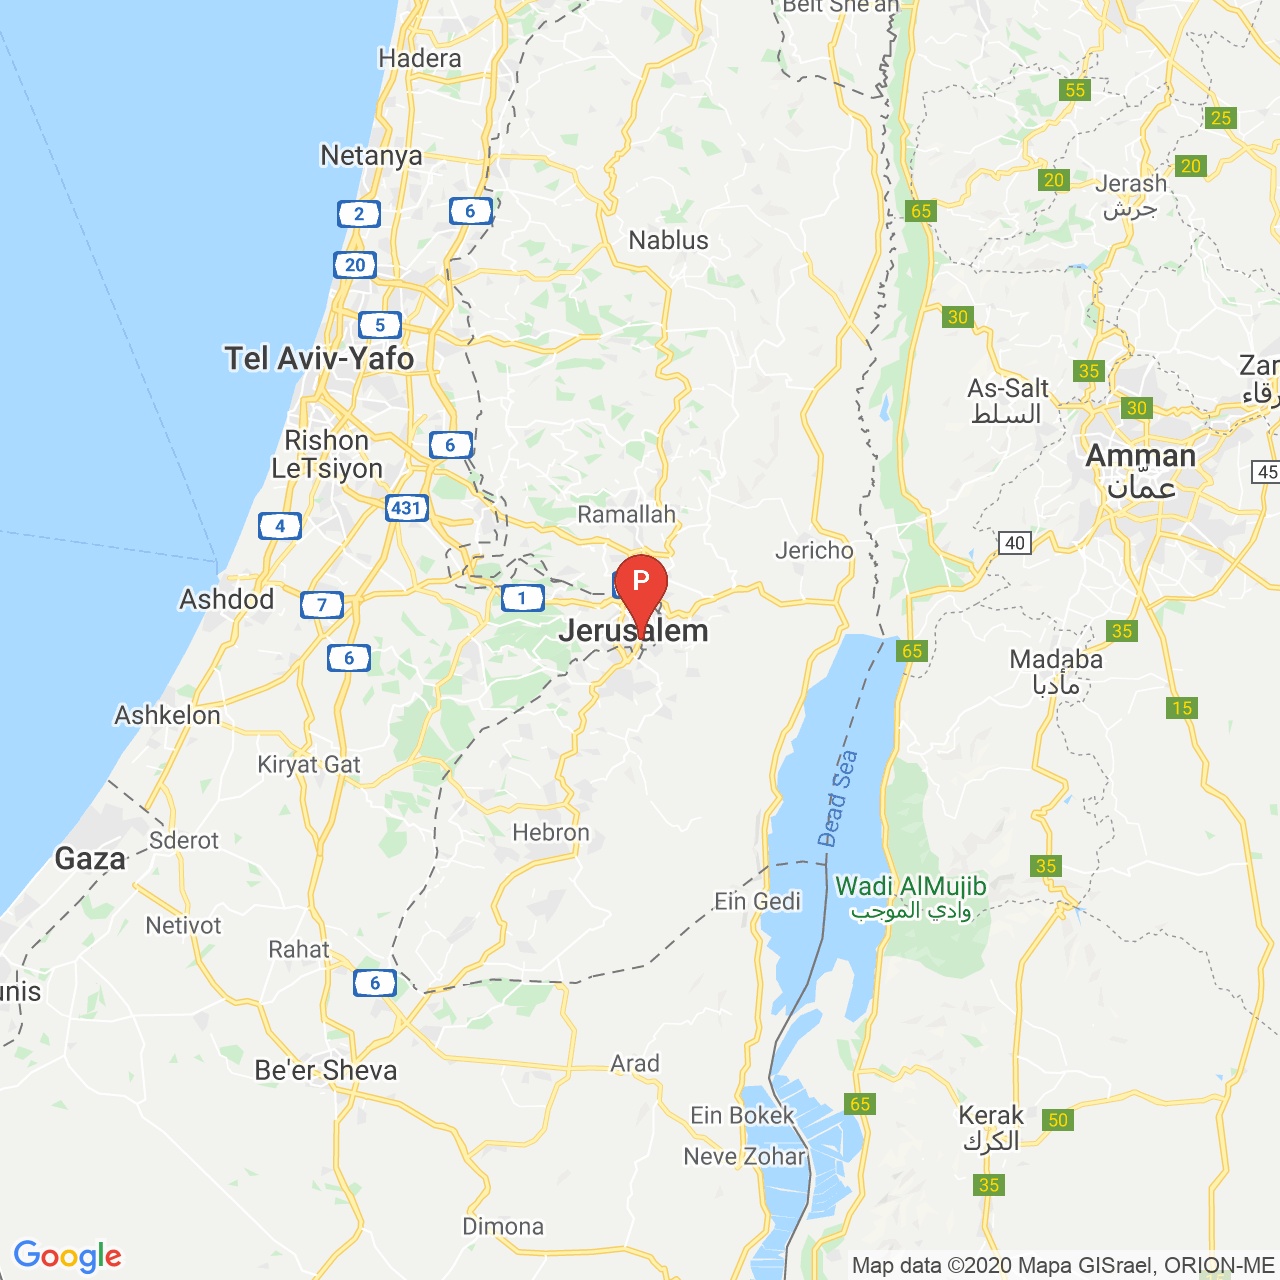 Beit She'an
Hadera
55
25
Netanya
20
20
Jerash
جرش
2
6
65
Nablus
20
30
5
Tel Aviv-Yafo
Zar
رقاء
35
As-Salt
السلط
30
Rishon
LeTsiyon
6
Amman
عمّان
45
431
4
Ramallah
40
Jericho
P
Ashdod
7
1
Jerusalem
35
6
65
Madaba
مأدبا
15
Ashkelon
Kiryat Gat
Dead Sea
Sderot
Hebron
Gaza
35
Wadi AlMujib
وادي الموجب
Ein Gedi
Netivot
Rahat
6
unis
Be'er Sheva
Arad
65
Ein Bokek
Kerak
الكرك
50
Neve Zohar
35
Dimona
Google
Map data ©2020 Mapa GISrael, ORION-ME